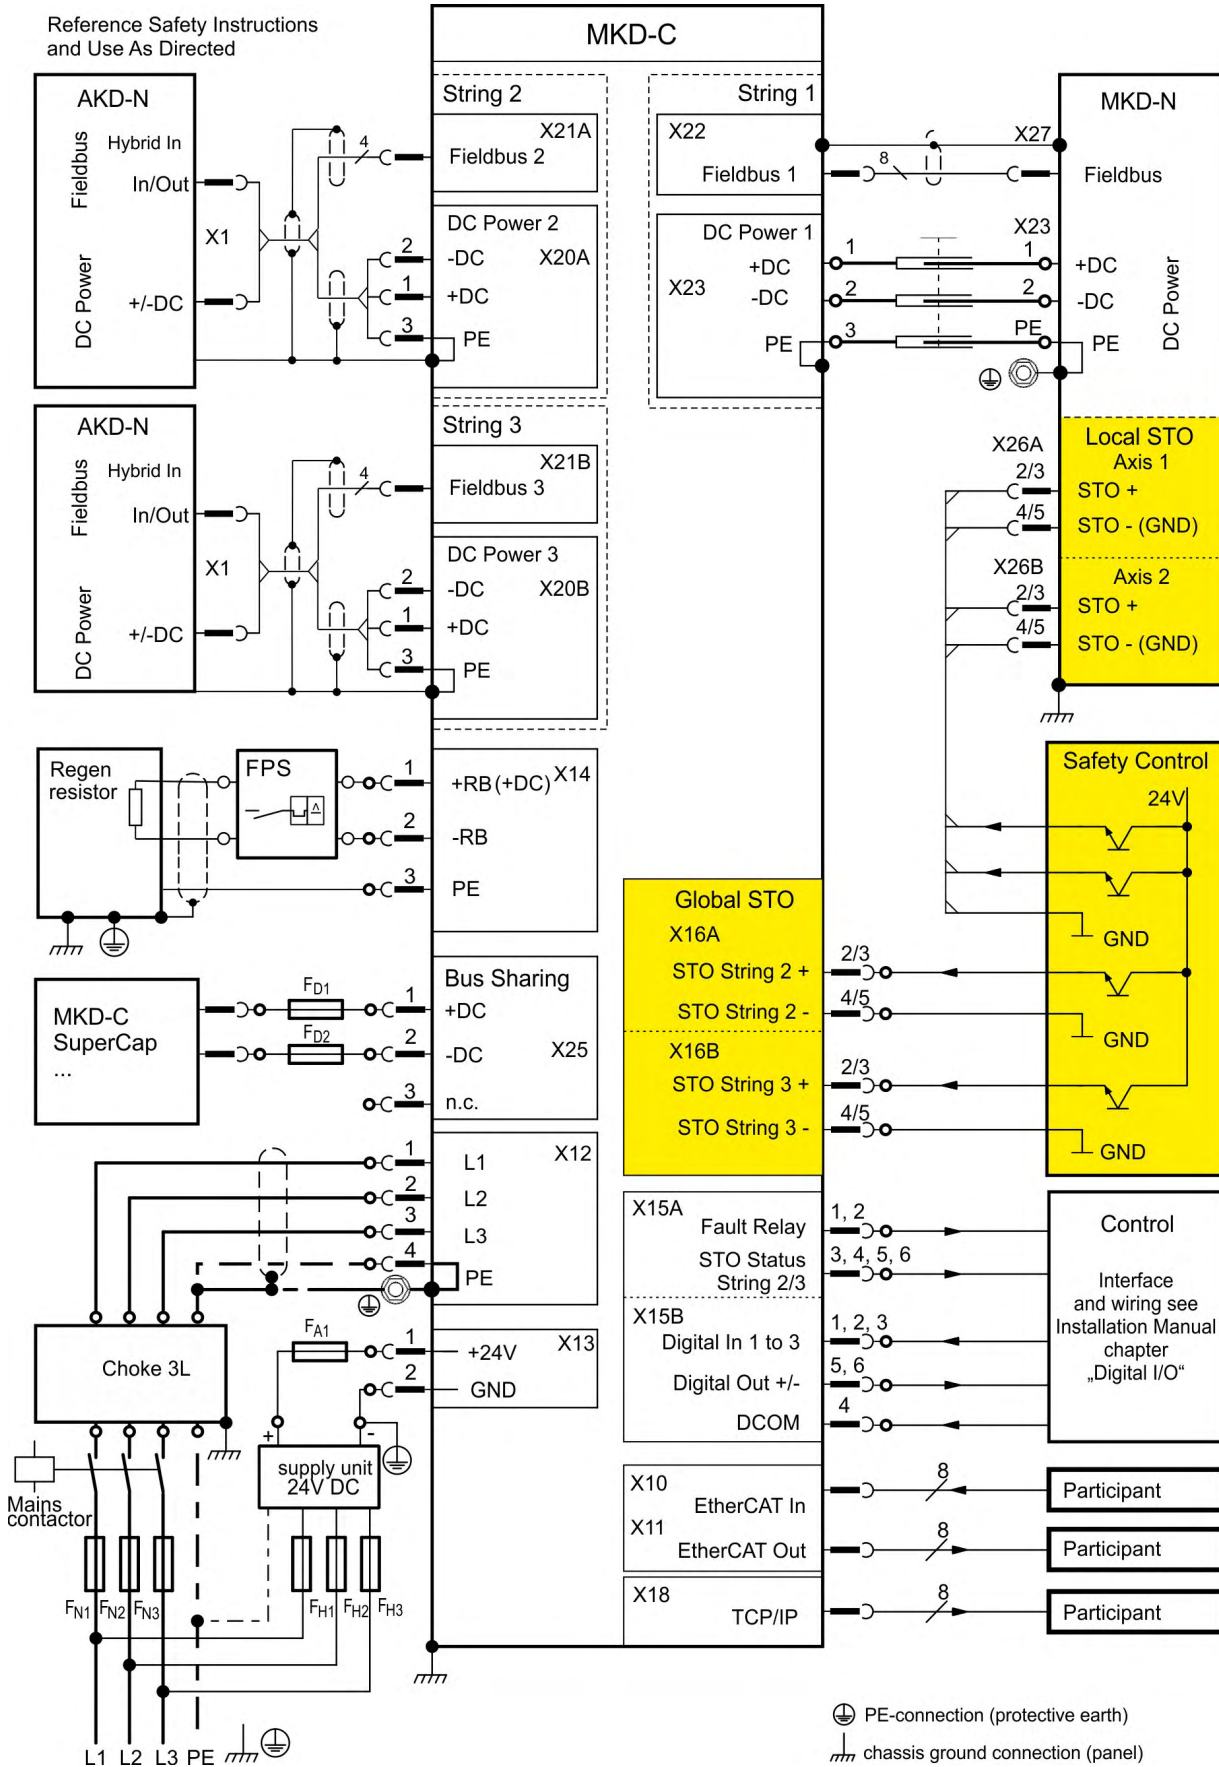 Reference Safety Instructions
and Use As Directed
MKD-C
AKD-N
Hybrid In
Fieldbus
In/Out
X1
DC Power
+/-DC
4
String 2
X21A
Fieldbus 2
DC Power 2
X20A
2
-DC
1
+DC
3
PE
String 1
X22
Fieldbus 1
DC Power 1
X23
+DC
-DC
PE
1
2
3
8
MKD-N
X27
Fieldbus
X23
1
+DC
2
-DC
PE
PE
DC Power
AKD-N
Hybrid In
Fieldbus
In/Out
X1
DC Power
+/-DC
4
String 3
X21B
Fieldbus 3
DC Power 3
X20B
2
-DC
1
+DC
3
PE
Local STO
Axis 1
X26A
2/3
STO +
4/5
STO - (GND)
X26B
Axis 2
2/3
STO +
4/5
STO - (GND)
Regen
resistor
FPS
1
+RB (+DC)
X14
2
-RB
3
PE
Safety Control
24V
GND
GND
GND
Global STO
X16A
STO String 2 +
2/3
STO String 2 -
4/5
X16B
STO String 3 +
2/3
STO String 3 -
4/5
MKD-C
SuperCap
...
FD1
FD2
Bus Sharing
1
+DC
2
-DC
X25
3
n.c.
1
L1
X12
2
L2
3
L3
4
PE
X15A
Fault Relay
1, 2
STO Status
String 2/3
3, 4, 5, 6
X15B
Digital In 1 to 3
1, 2, 3
Digital Out +/-
5, 6
DCOM
4
Control
Interface
and wiring see
Installation Manual
chapter
„Digital I/O“
Choke 3L
FA1
1
+24V
X13
2
GND
+
-
supply unit
24V DC
Mains
contactor
FN1
FN2
FN3
FH1
FH2
FH3
X10
EtherCAT In
8
Participant
X11
EtherCAT Out
8
Participant
X18
TCP/IP
8
Participant
L1 L2 L3 PE
PE-connection (protective earth)
chassis ground connection (panel)